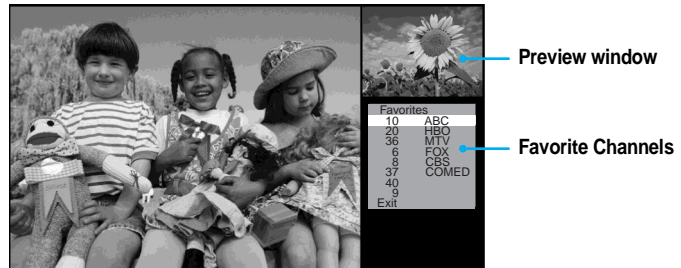 Preview window
Favorites
10 ABC
20 HBO
36 MTV
6 FOX
8 CBS
37 COMED
40
9
Exit
Favorite Channels